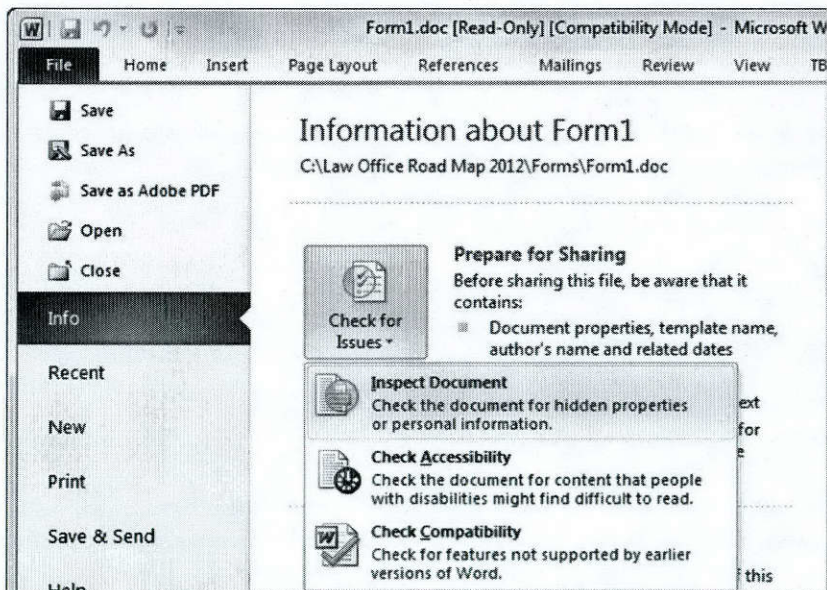 Form1.doc [Read-Only] [Compatibility Mode] - Microsoft W
File Home Insert Page Layout References Mailings Review View TB
Save
Save As
Save as Adobe PDF
Open
Close
Info
Recent
New
Print
Save & Send
Help
Information about Form1
C:\Law Office Road Map 2012\Forms\Form1.doc
Check for
Issues
Prepare for Sharing
Before sharing this file, be aware that it
contains:
Document properties, template name,
author's name and related dates
Inspect Document
Check the document for hidden properties
or personal information.
Check Accessibility
Check the document for content that people
with disabilities might find difficult to read.
Check Compatibility
Check for features not supported by earlier
versions of Word.
ext
for
e
f this